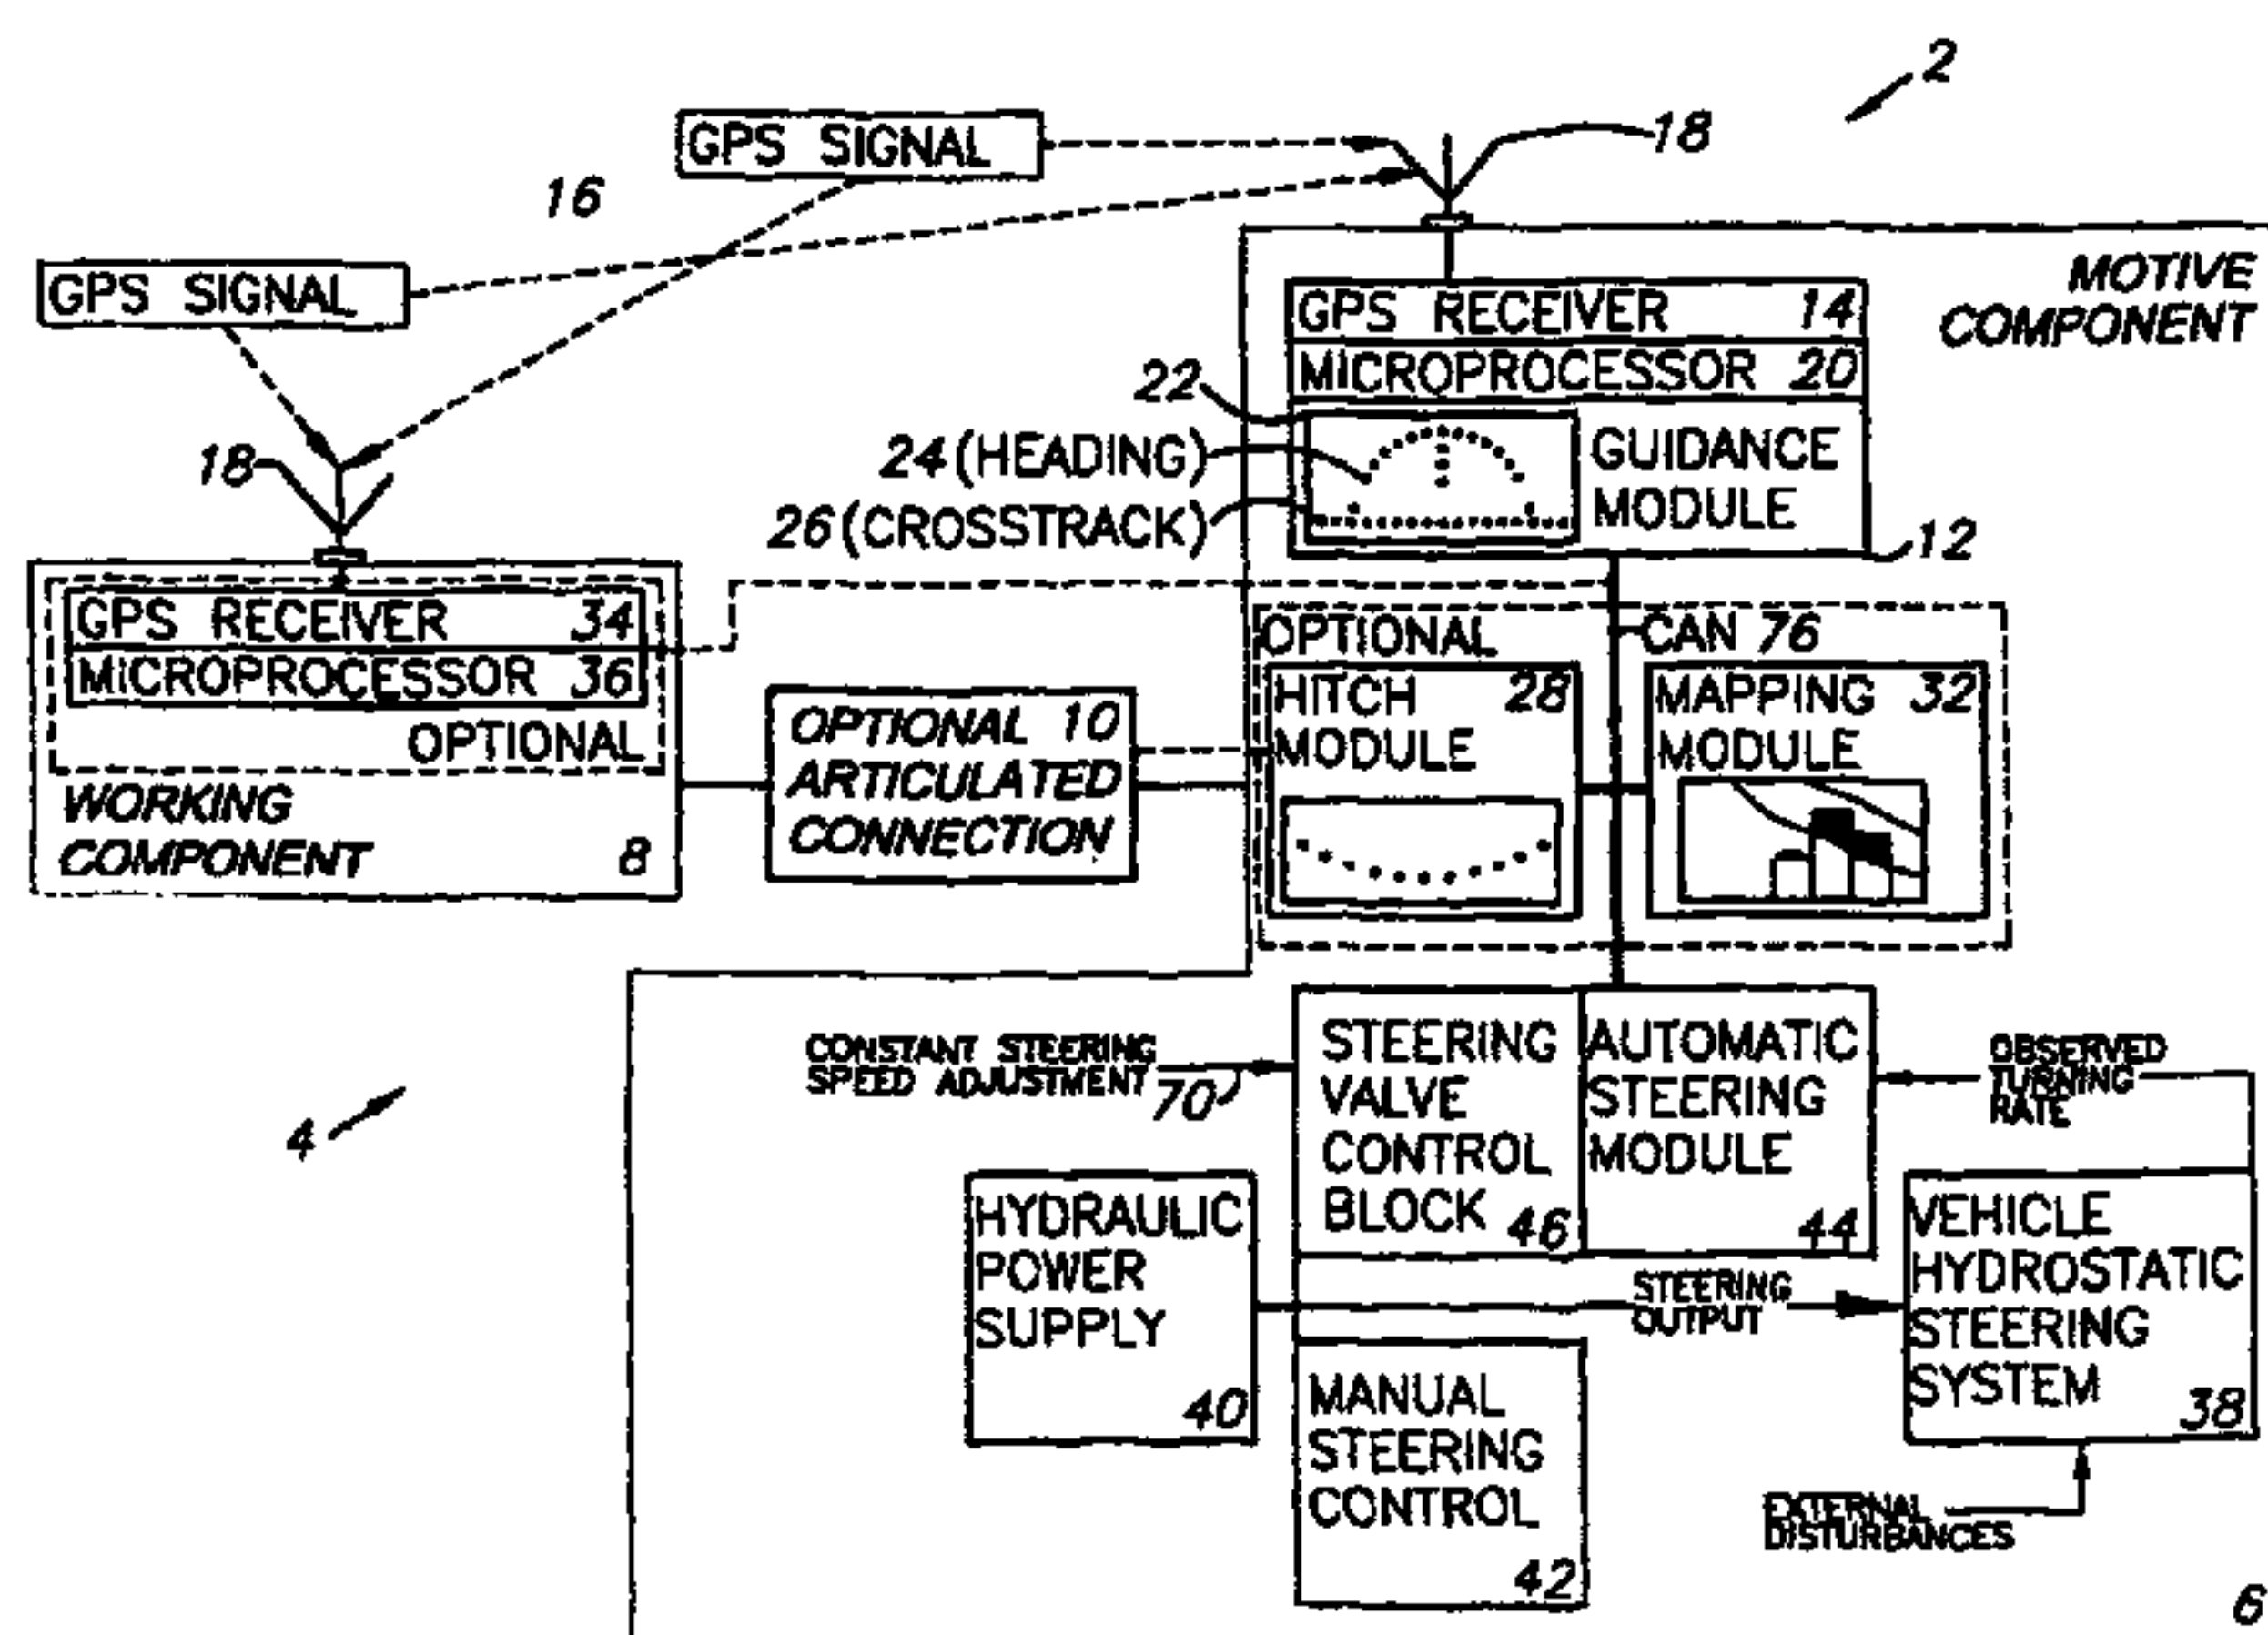 2
GPS SIGNAL
18
16
GPS SIGNAL
MOTIVE
COMPONENT
GPS RECEIVER 14
MICROPROCESSOR 20
22
24 (HEADING)
26 (CROSSTRACK)
GUIDANCE
MODULE
12
18
GPS RECEIVER 34
MICROPROCESSOR 36
OPTIONAL
WORKING
COMPONENT 8
OPTIONAL 10
ARTICULATED
CONNECTION
OPTIONAL
CAN 76
HITCH 28
MODULE
MAPPING 32
MODULE
4
CONSTANT STEERING
SPEED ADJUSTMENT
70
STEERING
VALVE
CONTROL
BLOCK 46
AUTOMATIC
STEERING
MODULE
44
OBSERVED
TURNING
RATE
HYDRAULIC
POWER
SUPPLY
40
STEERING
OUTPUT
VEHICLE
HYDROSTATIC
STEERING
SYSTEM
38
MANUAL
STEERING
CONTROL
42
EXTERNAL
DISTURBANCES
6